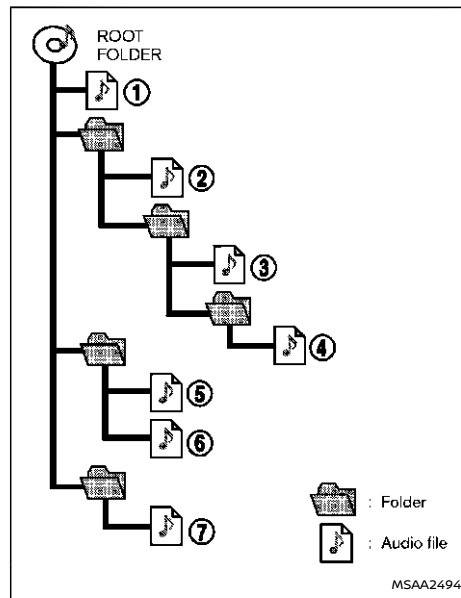 ROOT
FOLDER
1
2
3
4
5
6
7
: Folder
: Audio file
MSAA2494